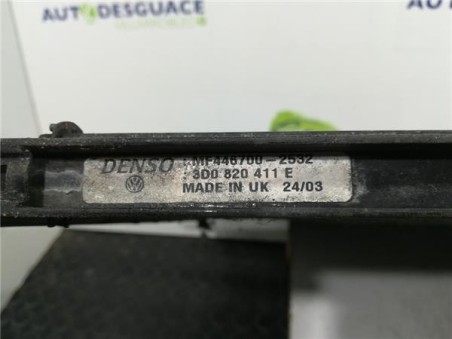 AUTODESGUACE
DENSO MF446700-2532
3D0 820 411 E
MADE IN UK 24/03